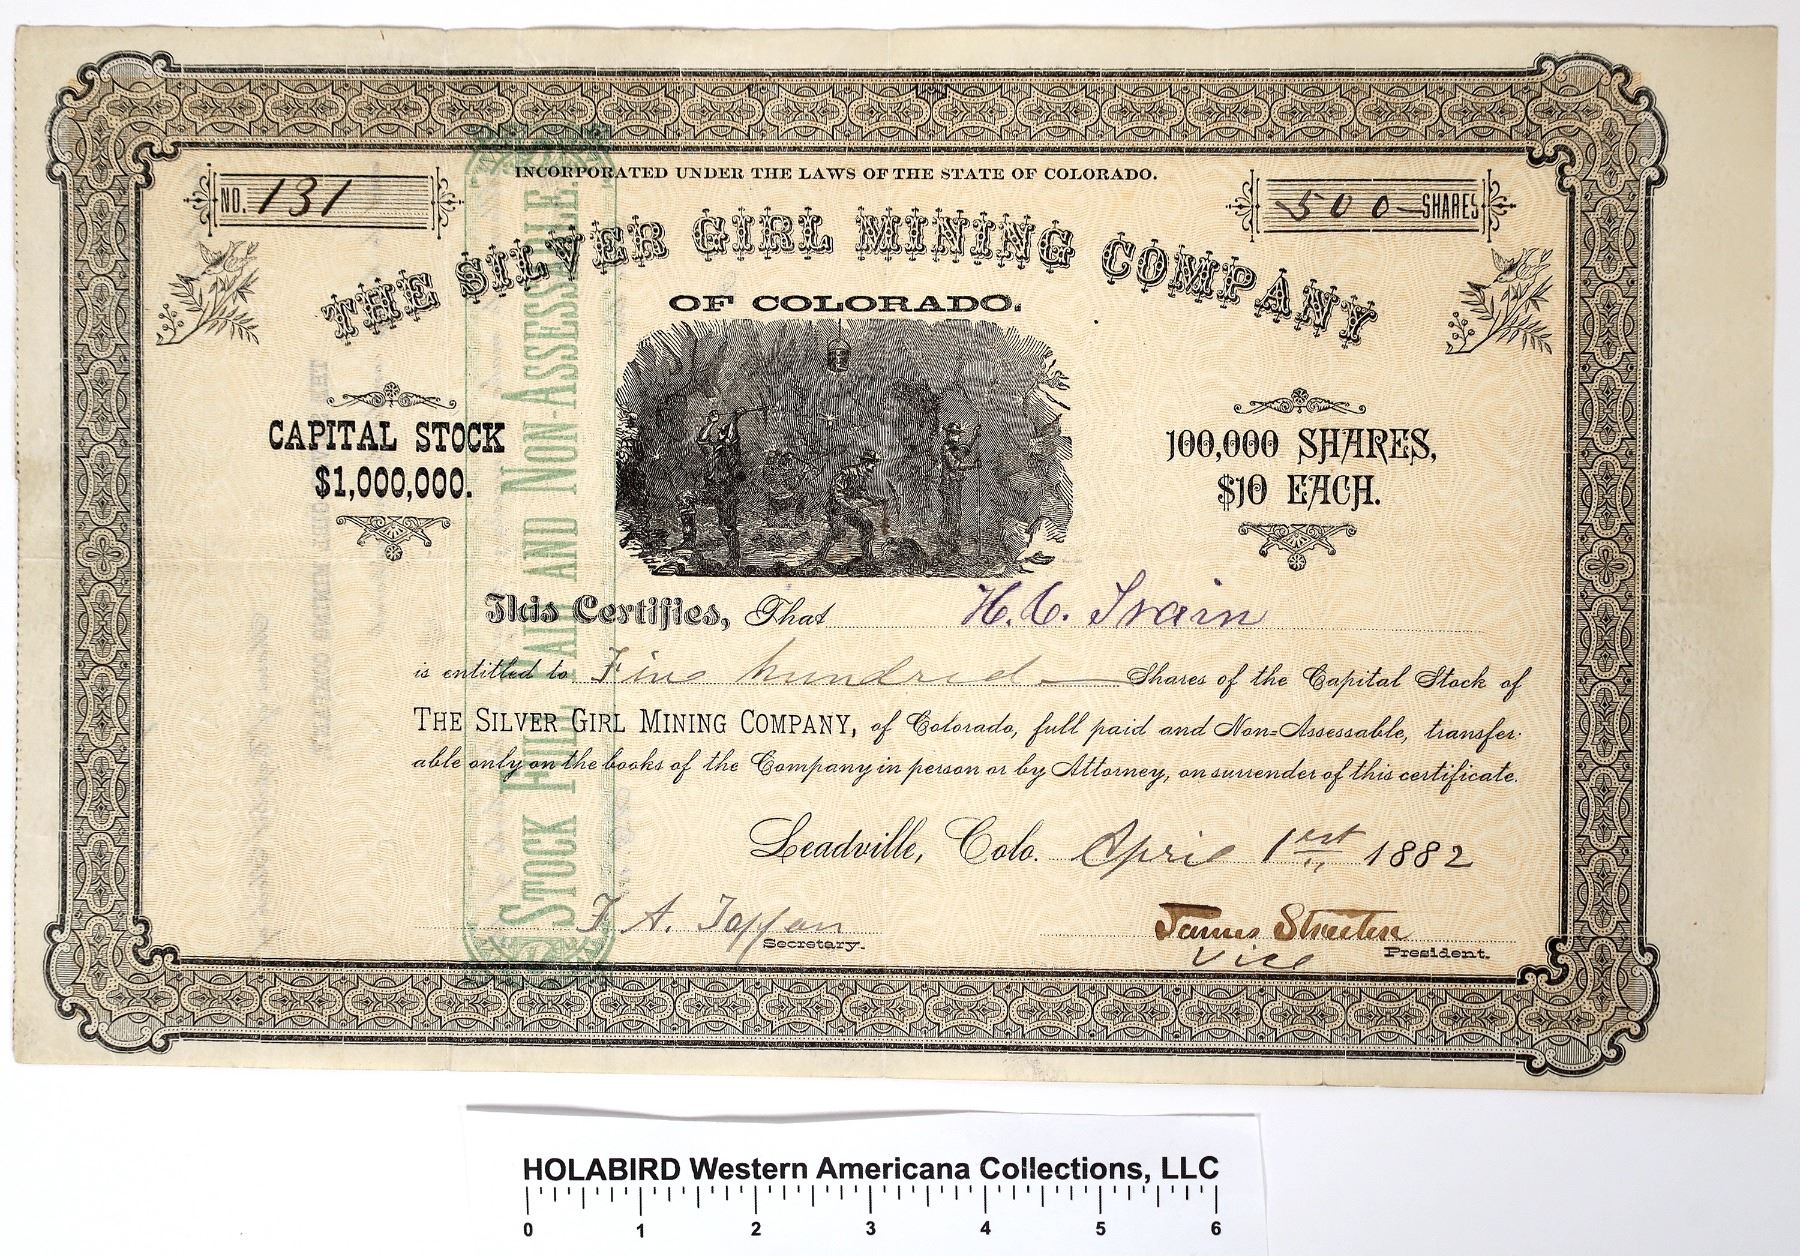 INCORPORATED UNDER THE LAWS OF THE STATE OF COLORADO.
NO. 131
500 SHARES
THE SILVER GIRL MINING COMPANY
OF COLORADO.
CAPITAL STOCK
$1,000,000.
100,000 SHARES,
$10 EACH.
STOCK FULL PAID AND NON-ASSESSABLE.
This Certifies, That H. C.
is entitled to Five hundred Shares of the Capital Stock of
THE SILVER GIRL MINING COMPANY, of Colorado, full paid and Non=Assessable, transfer-
able only on the books of the Company in person or by Attorney, on surrender of this certificate.
Leadville, Colo. April 1st 1882
F. A. Tappan
Secretary.
James Streeter
Vice President.
HOLABIRD Western Americana Collections, LLC
0 1 2 3 4 5 6